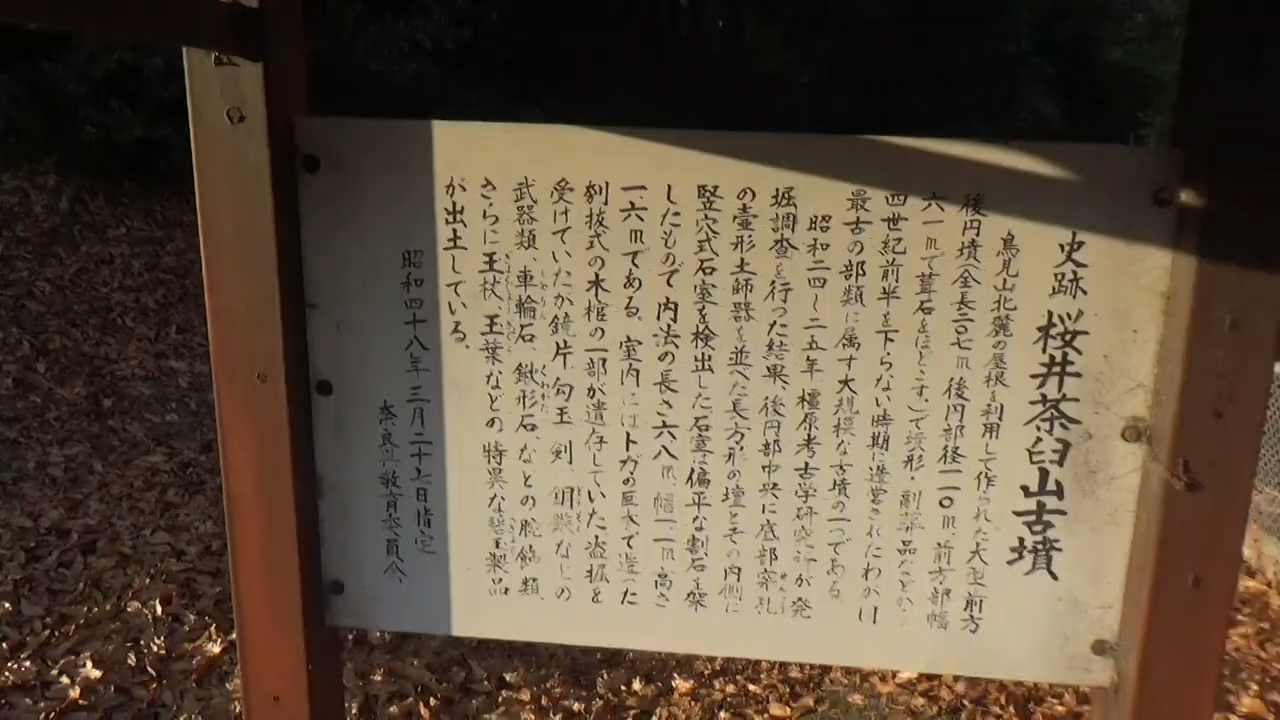 史跡 桜井茶臼山古墳
鳥見山北麓の屋根を利用して作られた大型前方
後円墳(全長二〇七m 後円部径一一〇m、前方部幅
六一mで葺石をほどこす。)で墳形・副葬品などから
四世紀前半を下らない時期に造営されたわが国
最古の部類に属す大規模な古墳の一つである
昭和二四〜二五年橿原考古学研究所が発
掘調査を行った結果、後円部中央に底部穿孔
の壷形土師器を並べた長方形の壇とその内側に
竪穴式石室を検出した石室は偏平な割石を架
したもので内法の長さ六、八m、幅一、一m高さ
一、六mである。室内にはトガの巨木で造った
刳抜式の木棺の一部が遺存していた盗掘を
受けていたが鏡片 勾玉 剣 銅鏃などの
武器類、車輪石、鍬形石、などの腕飾類、
さらに玉杖 玉葉などの 特異な碧玉製品
が出土している。
昭和四十八年 三月二十七日指定
奈良県教育委員会